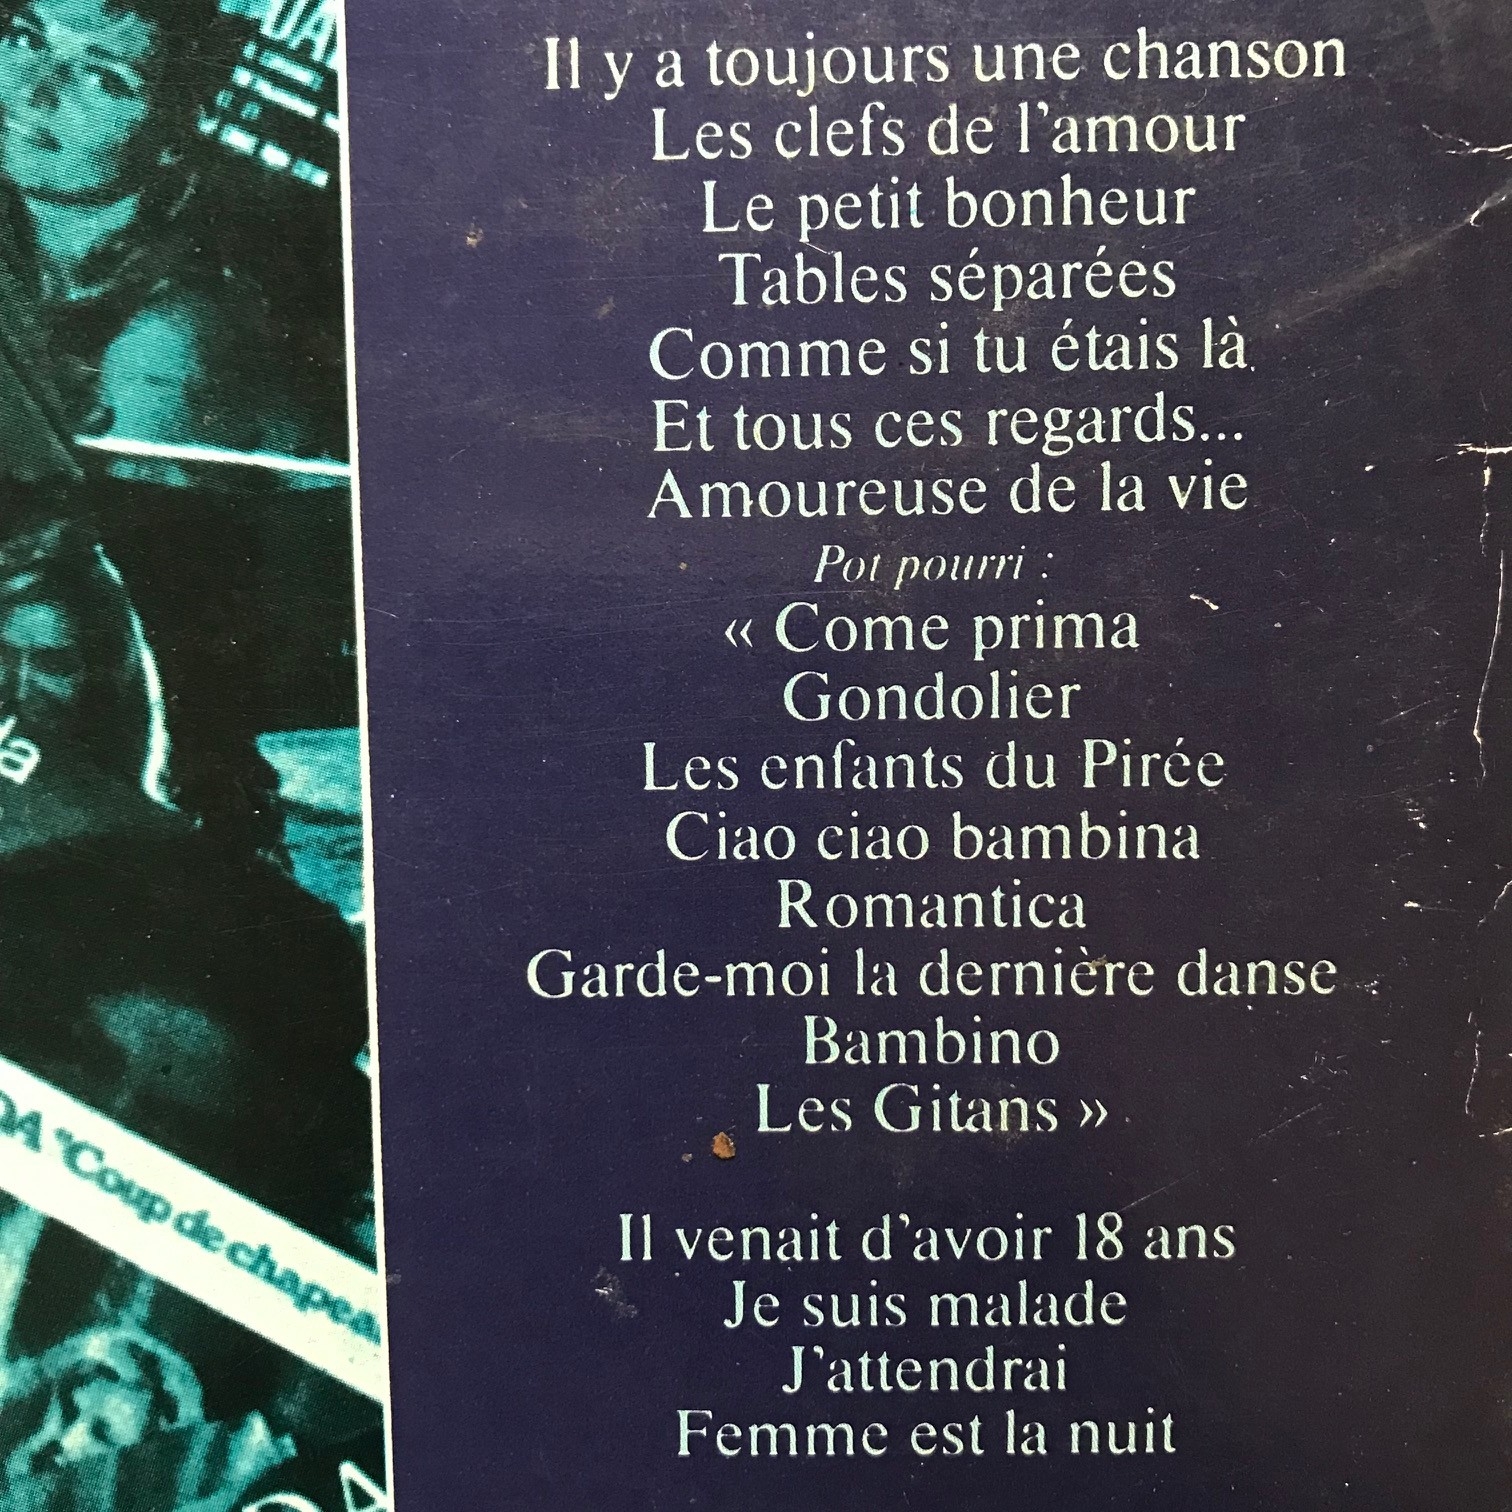 Il y a toujours une chanson
Les clefs de l'amour
Le petit bonheur
Tables séparées
Comme si tu étais là
Et tous ces regards...
Amoureuse de la vie
Pot pourri :
« Come prima
Gondolier
Les enfants du Pirée
Ciao ciao bambina
Romantica
Garde-moi la dernière danse
Bambino
Les Gitans »
Il venait d'avoir 18 ans
Je suis malade
J'attendrai
Femme est la nuit
"Coup de